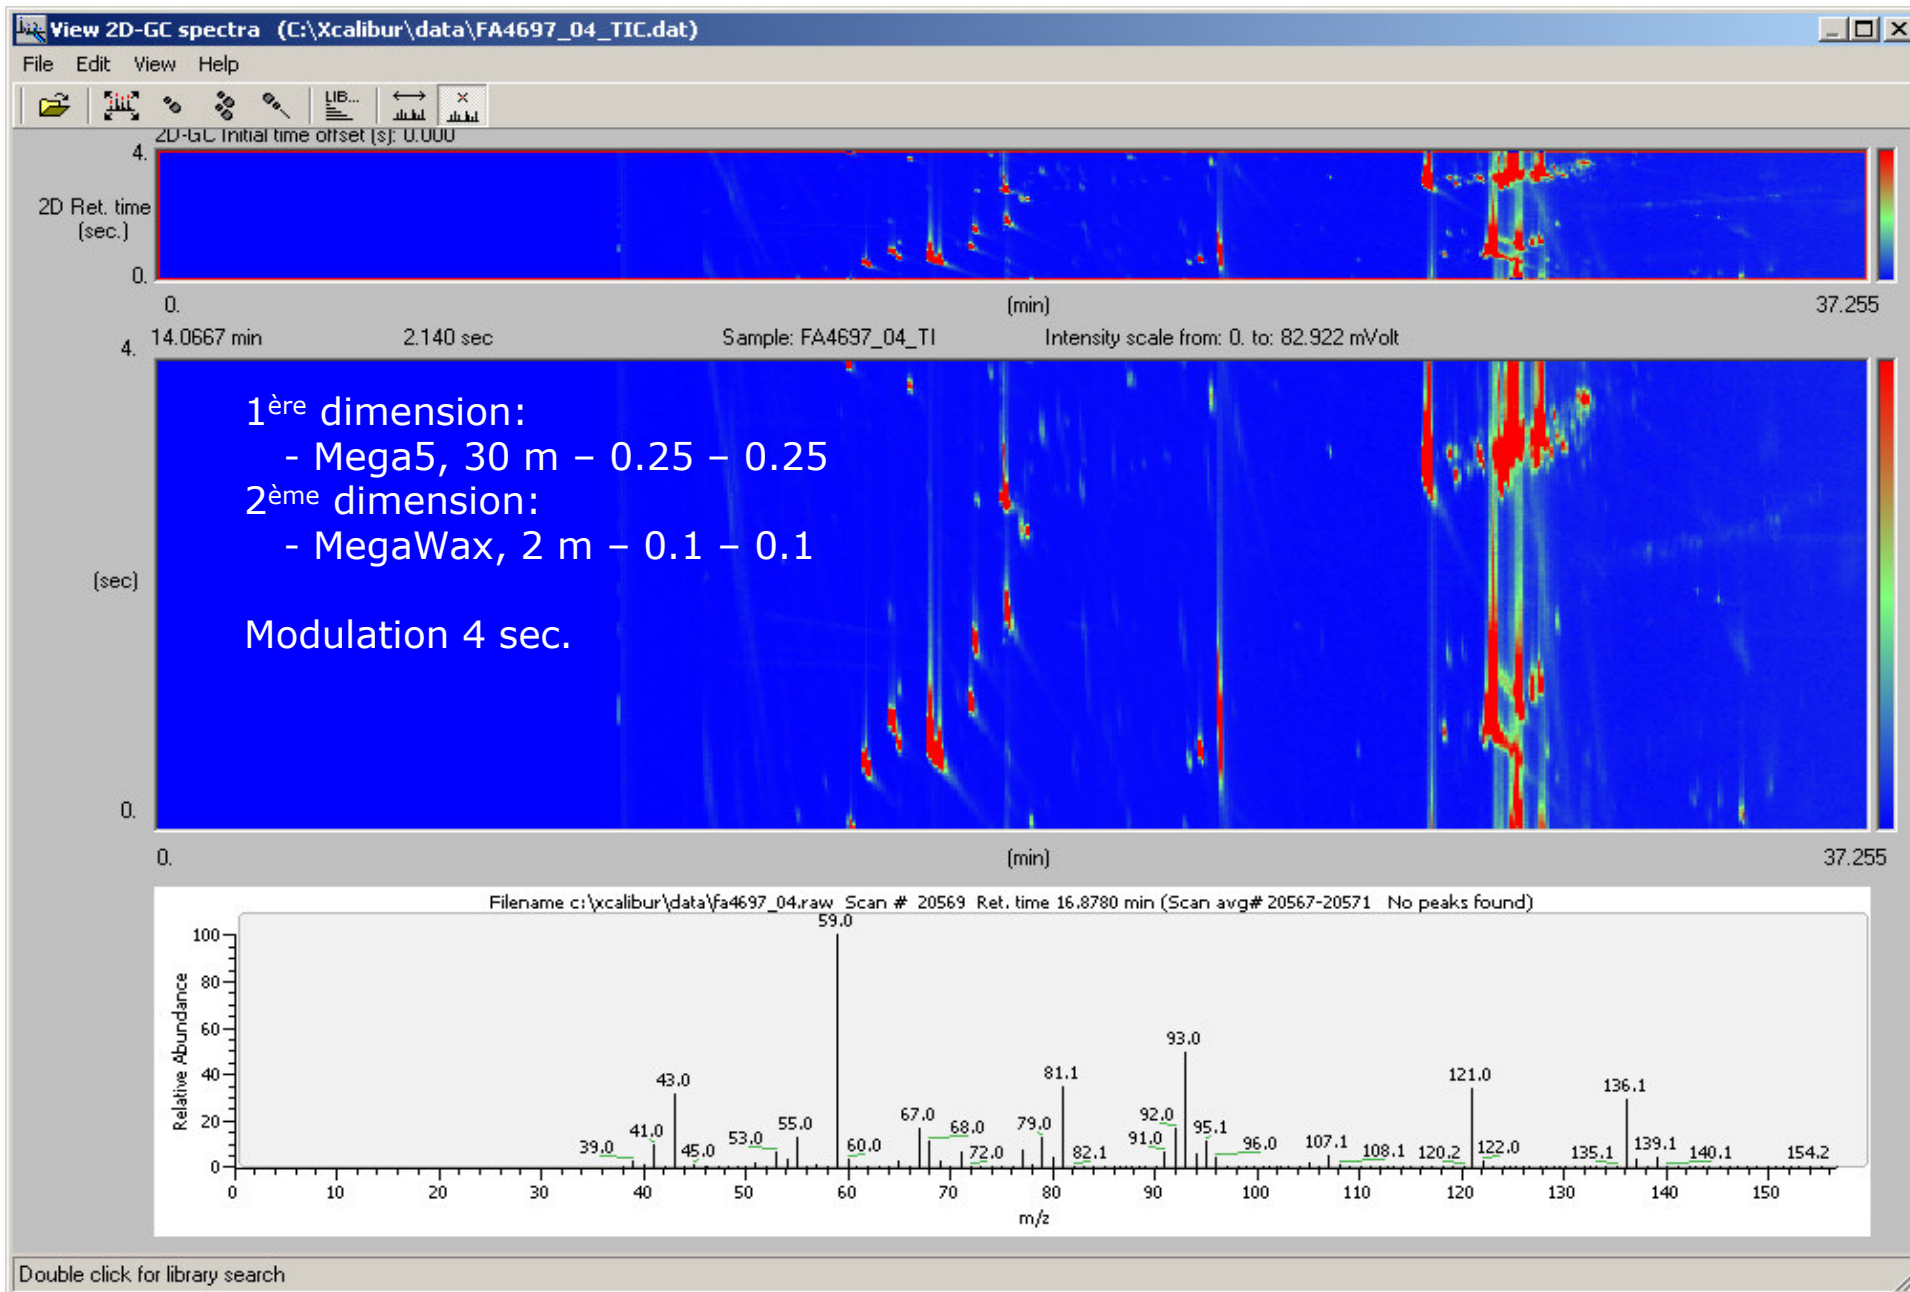 View 2D-GC spectra (C:\Xcalibur\data\FA4697_04_TIC.dat)
File Edit View Help
LIB...
2D-GC Initial time offset (s): 0.000
4.
2D Ret. time
(sec.)
0.
0. (min) 37.255
14.0667 min 2.140 sec Sample: FA4697_04_TI Intensity scale from: 0. to: 82.922 mVolt
4.
1ère dimension:
- Mega5, 30 m – 0.25 – 0.25
2ème dimension:
- MegaWax, 2 m – 0.1 – 0.1
(sec)
Modulation 4 sec.
0.
0. (min) 37.255
Filename c:\xcalibur\data\fa4697_04.raw Scan # 20569 Ret. time 16.8780 min (Scan avg# 20567-20571 No peaks found)
59.0
100
80
93.0
60
Relative Abundance
43.0 81.1 121.0 136.1
40
41.0 55.0 67.0 79.0 92.0 95.1
20
39.0 45.0 53.0 60.0 68.0 72.0 82.1 91.0 96.0 107.1 108.1 120.2 122.0 135.1 139.1 140.1 154.2
0
0 10 20 30 40 50 60 70 80 90 100 110 120 130 140 150
m/z
Double click for library search